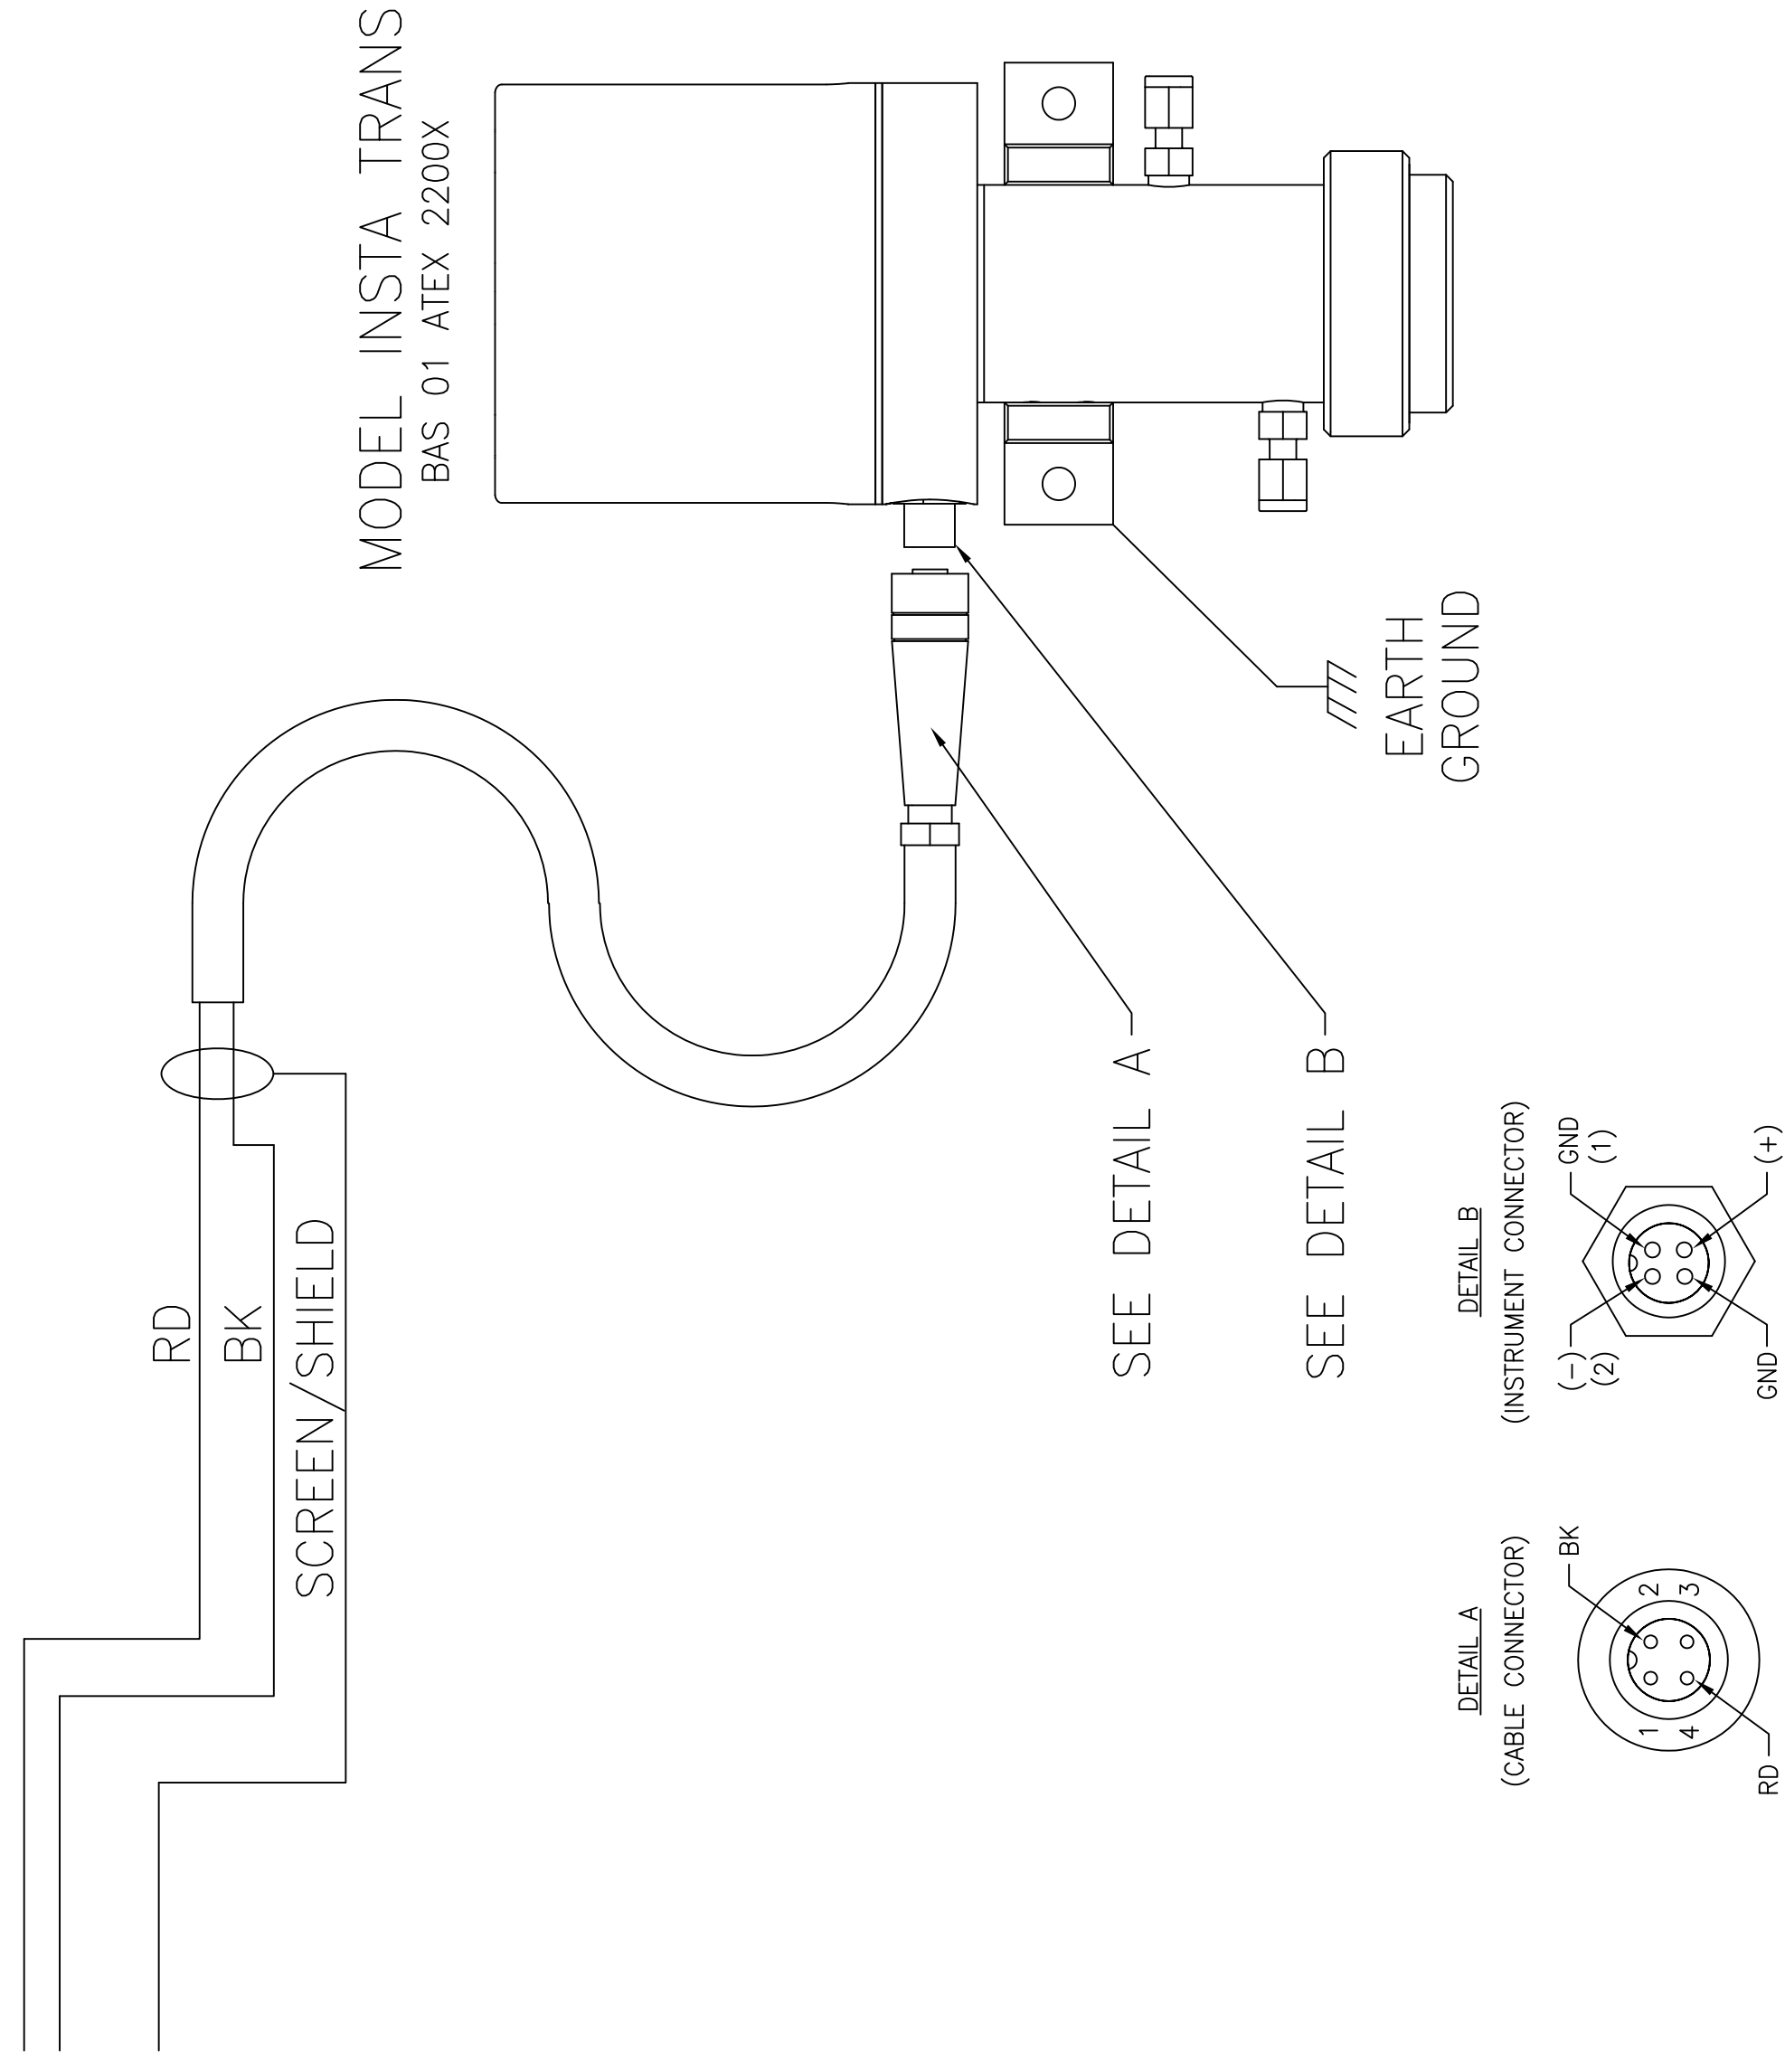 MODEL INSTA TRANS
BAS 01 ATEX 2200X
RD
BK
SCREEN/SHIELD
EARTH
GROUND
SEE DETAIL A
SEE DETAIL B
DETAIL A
(CABLE CONNECTOR)
BK
1 2
4 3
RD
DETAIL B
(INSTRUMENT CONNECTOR)
(-) GND
(2) (1)
GND (+)